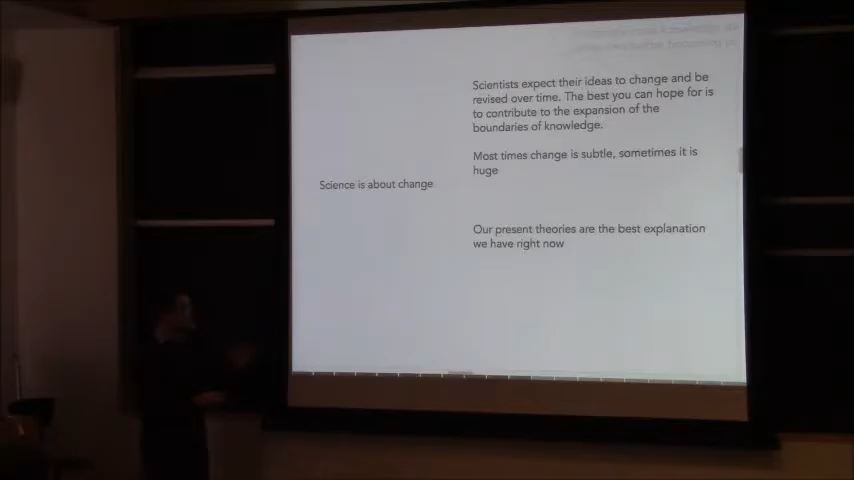 Scientists expect their ideas to change and be
revised over time. The best you can hope for is
to contribute to the expansion of the
boundaries of knowledge.
Most times change is subtle, sometimes it is
huge
Science is about change
Our present theories are the best explanation
we have right now